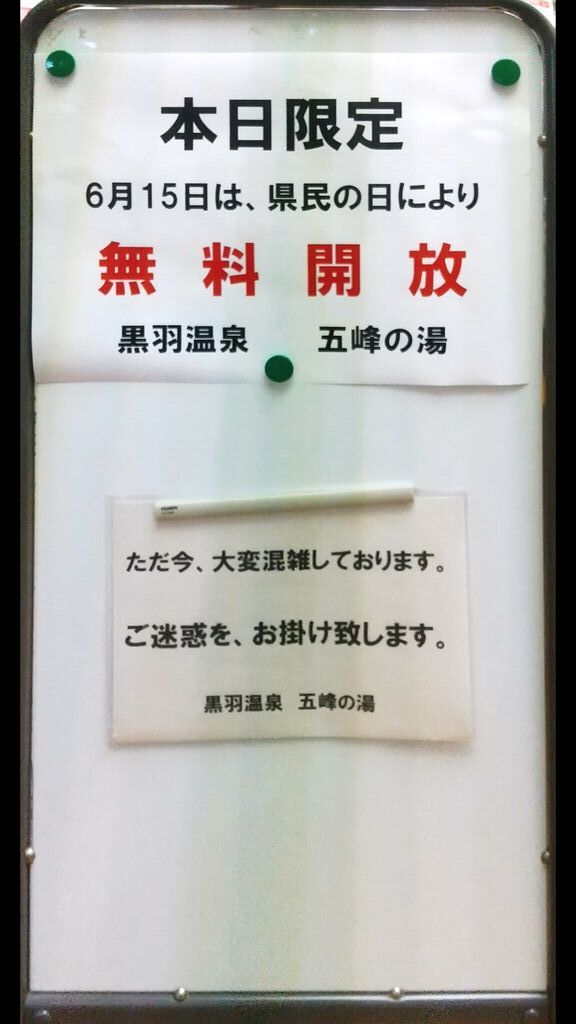 本日限定
6月15日は、県民の日により
無料開放
黒羽温泉　五峰の湯
ただ今、大変混雑しております。
ご迷惑を、お掛け致します。
黒羽温泉　五峰の湯